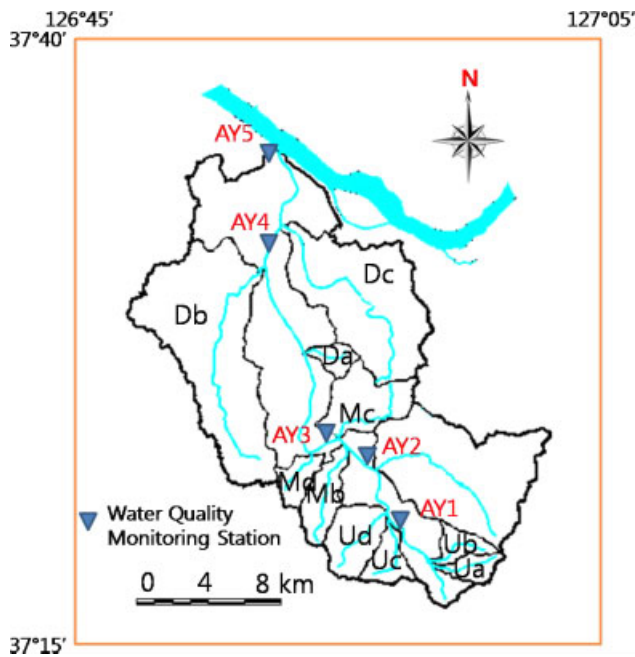 126°45′
127°05′
37°40′
N
AY5
AY4
Dc
Db
Da
Mc
AY3
AY2
Md
Mb
AY1
Water Quality
Monitoring Station
Ud
Ub
Uc
Ua
0 4 8 km
37°15′